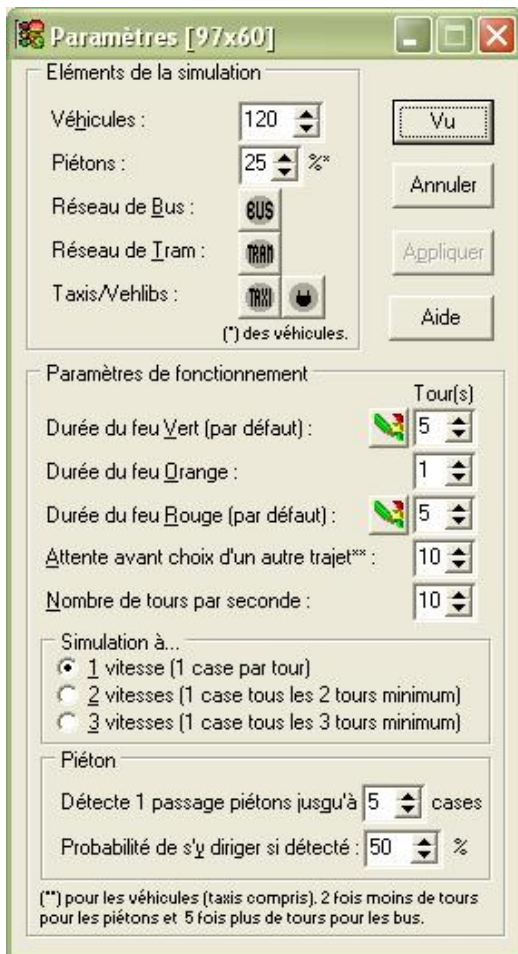 Paramètres [97x60]
Eléments de la simulation
Véhicules : 120
Vu
Piétons : 25 %*
Annuler
Réseau de Bus : BUS
Réseau de Tram : TRAM
Appliquer
Taxis/Vehlibs : TAXI
Aide
(*) des véhicules.
Paramètres de fonctionnement
Tour(s)
Durée du feu Vert (par défaut) : 5
Durée du feu Orange : 1
Durée du feu Rouge (par défaut) : 5
Attente avant choix d'un autre trajet** : 10
Nombre de tours par seconde : 10
Simulation à...
1 vitesse (1 case par tour)
2 vitesses (1 case tous les 2 tours minimum)
3 vitesses (1 case tous les 3 tours minimum)
Piéton
Détecte 1 passage piétons jusqu'à 5 cases
Probabilité de s'y diriger si détecté : 50 %
(**) pour les véhicules (taxis compris). 2 fois moins de tours
pour les piétons et 5 fois plus de tours pour les bus.